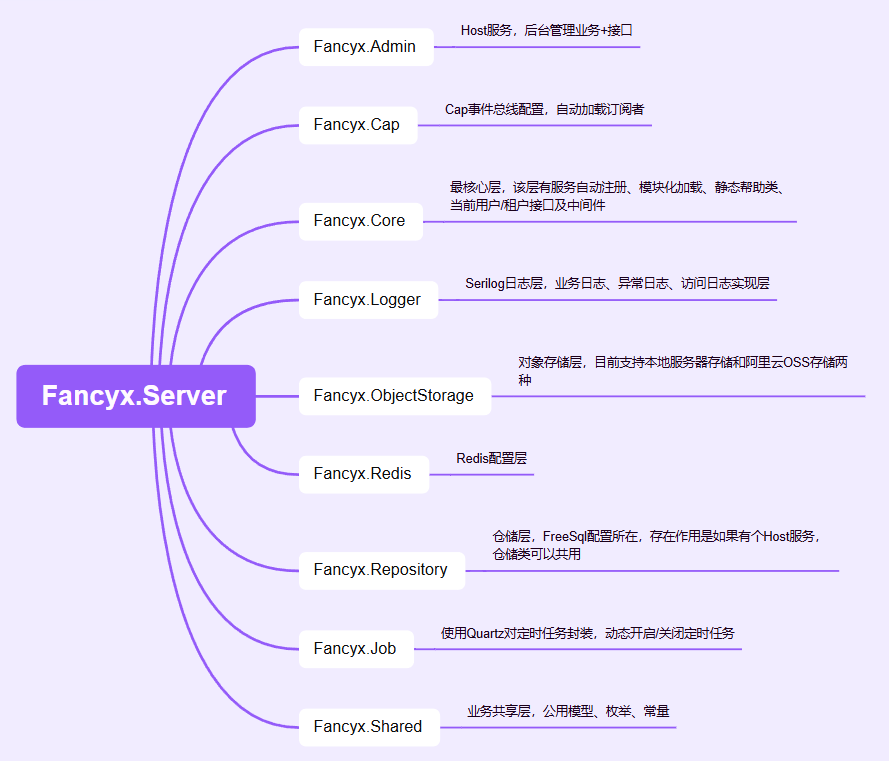 Fancyx.Server
Fancyx.Admin
Host服务，后台管理业务+接口
Fancyx.Cap
Cap事件总线配置，自动加载订阅者
Fancyx.Core
最核心层，该层有服务自动注册、模块化加载、静态帮助类、
当前用户/租户接口及中间件
Fancyx.Logger
Serilog日志层，业务日志、异常日志、访问日志实现层
Fancyx.ObjectStorage
对象存储层，目前支持本地服务器存储和阿里云OSS存储两
种
Fancyx.Redis
Redis配置层
Fancyx.Repository
仓储层，FreeSql配置所在，存在作用是如果有个Host服务，
仓储类可以共用
Fancyx.Job
使用Quartz对定时任务封装，动态开启/关闭定时任务
Fancyx.Shared
业务共享层，公用模型、枚举、常量